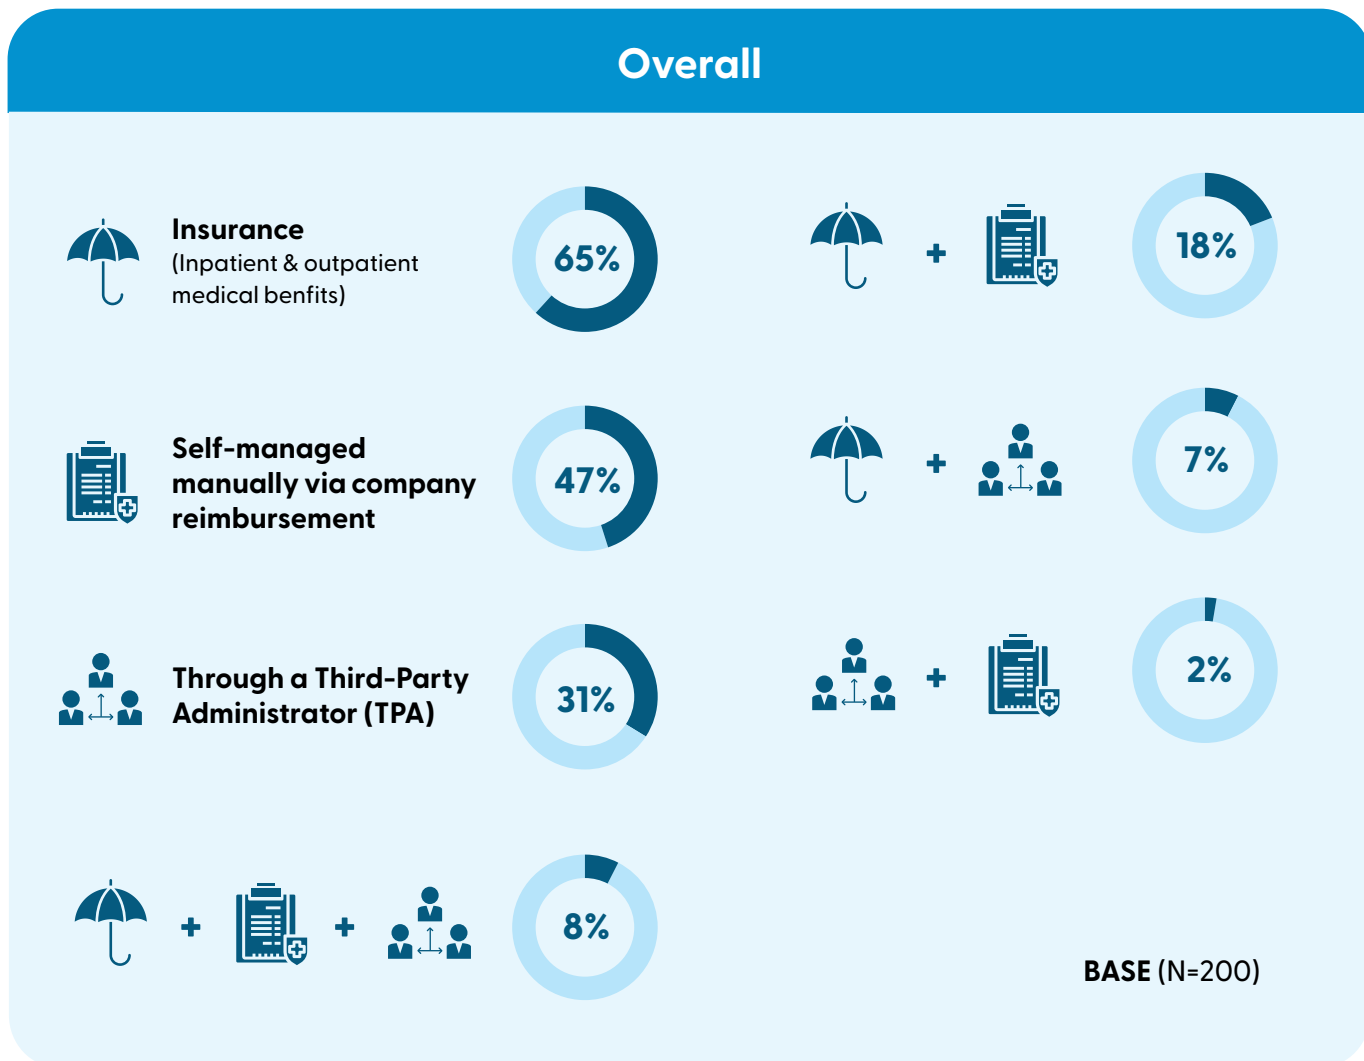 Overall
Insurance
(Inpatient & outpatient
medical benfits)
65%
18%
Self-managed
manually via company
reimbursement
47%
7%
Through a Third-Party
Administrator (TPA)
31%
2%
8%
BASE (N=200)